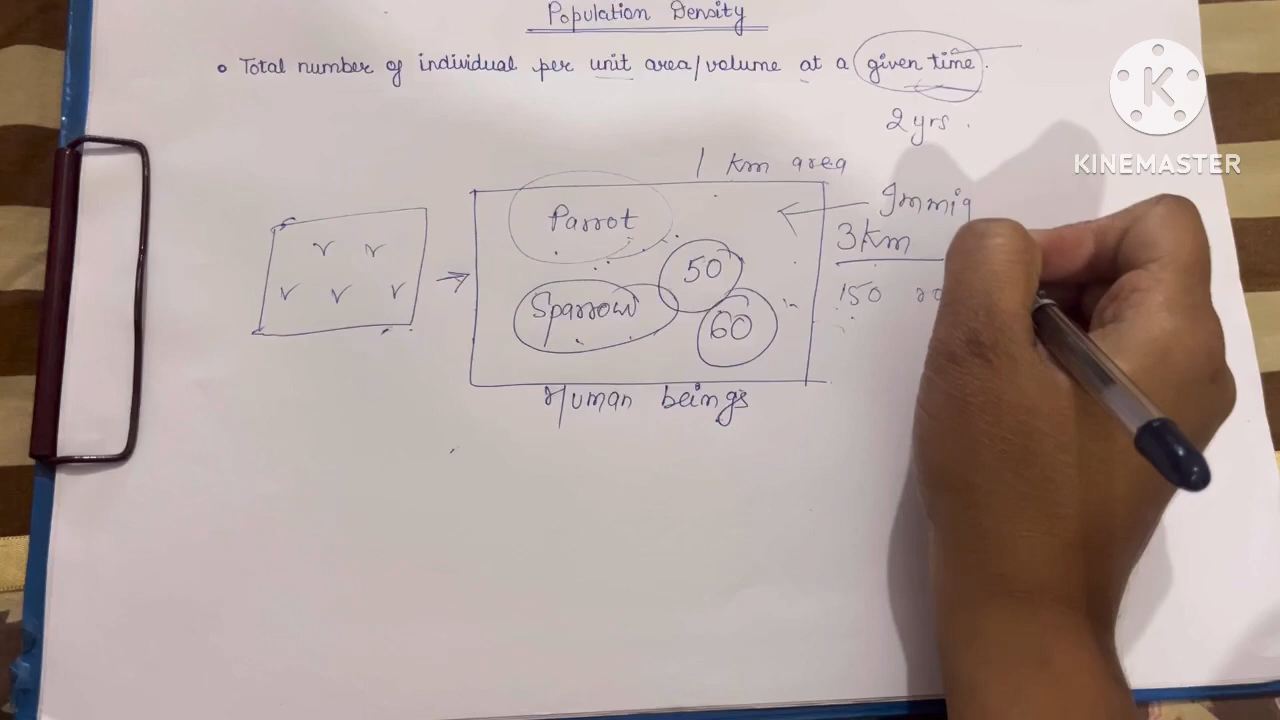 Population Density
• Total number of individual per unit area/volume at a given time.
2 yrs.
1 km area
Immig
Parrot
3km
50
150
Sparrow
60
Human beings
K
KINEMASTER